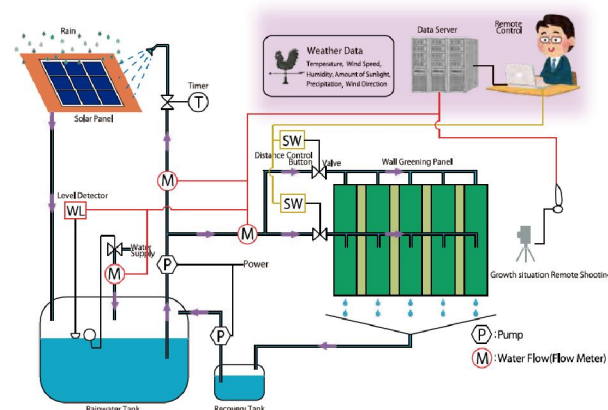 Rain
Solar Panel
Timer
T
Weather Data
Temperature, Wind Speed,
Humidity, Amount of Sunlight,
Precipitation, Wind Direction
Data Server
Remote
Control
SW
Distance Control
Button
Valve
Wall Greening Panel
M
Level Detector
WL
SW
M
Water
Supply
M
P
Power
Growth situation Remote Shooting
P
P
:Pump
M
:Water Flow(Flow Meter)
Rainwater Tank
Recovery Tank